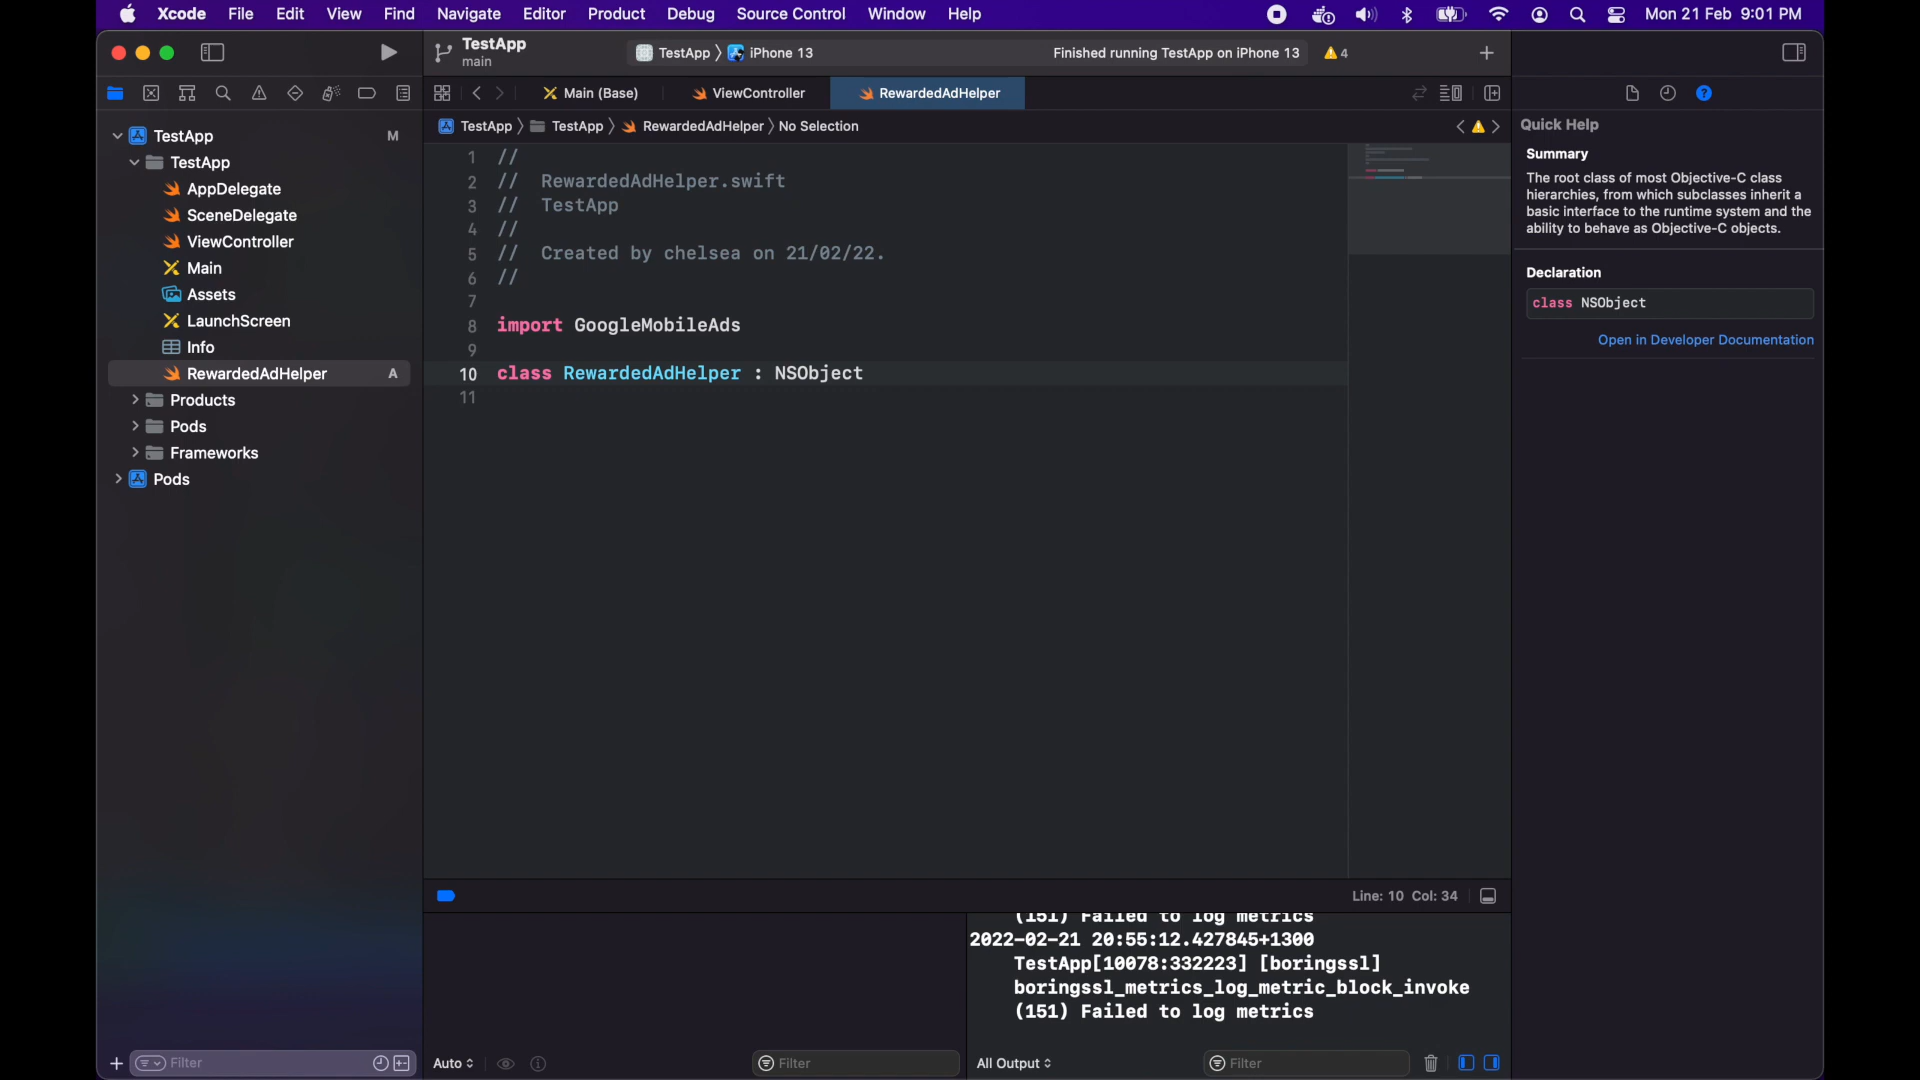 Xcode File Edit View Find Navigate Editor Product Debug Source Control Window Help Mon 21 Feb 9:01 PM
TestApp
main
TestApp 〉 iPhone 13
Finished running TestApp on iPhone 13
4
Main (Base)
ViewController
RewardedAdHelper
TestApp 〉 TestApp 〉 RewardedAdHelper 〉 No Selection
TestApp M
TestApp
AppDelegate
SceneDelegate
ViewController
Main
Assets
LaunchScreen
Info
RewardedAdHelper A
Products
Pods
Frameworks
Pods
Filter
1 //
2 // RewardedAdHelper.swift
3 // TestApp
4 //
5 // Created by chelsea on 21/02/22.
6 //
7
8 import GoogleMobileAds
9
10 class RewardedAdHelper : NSObject
11
Line: 10 Col: 34
Auto
Filter
(151) Failed to log metrics
2022-02-21 20:55:12.427845+1300
TestApp[10078:332223] [boringssl]
boringssl_metrics_log_metric_block_invoke
(151) Failed to log metrics
All Output
Filter
Quick Help
Summary
The root class of most Objective-C class
hierarchies, from which subclasses inherit a
basic interface to the runtime system and the
ability to behave as Objective-C objects.
Declaration
class NSObject
Open in Developer Documentation